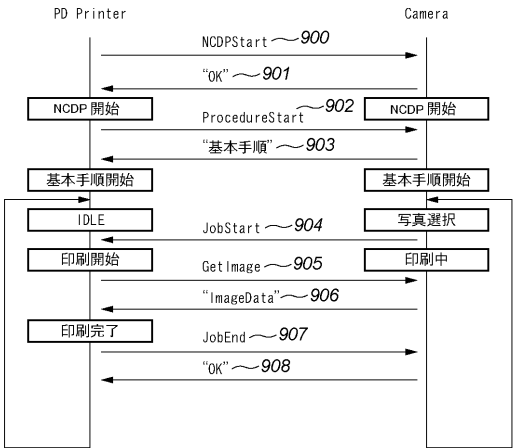 PD Printer Camera
NCDPStart 900
"OK" 901
NCDP 開始 NCDP 開始
ProcedureStart 902
"基本手順" 903
基本手順開始 基本手順開始
IDLE 写真選択
JobStart 904
印刷開始 印刷中
GetImage 905
"ImageData" 906
印刷完了
JobEnd 907
"OK" 908